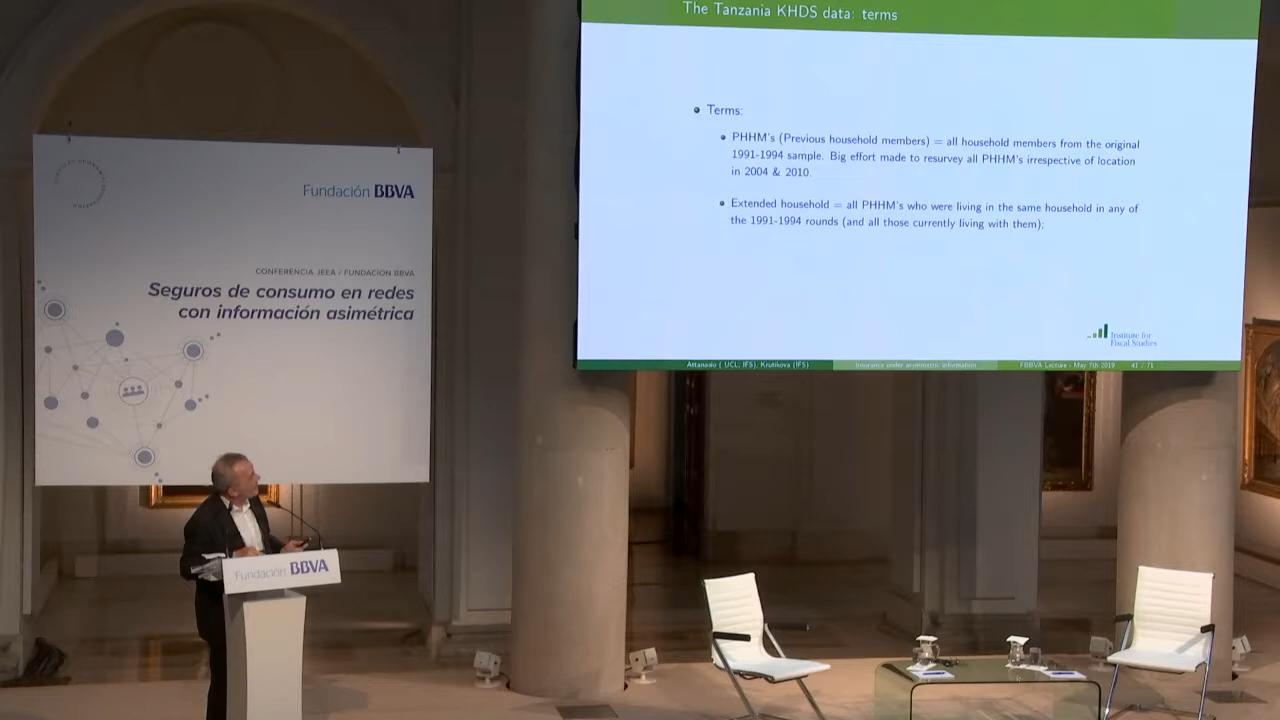 The Tanzania KHDS data: terms
Terms:
PHHM's (Previous household members) = all household members from the original
1991-1994 sample. Big effort made to resurvey all PHHM's irrespective of location
in 2004 & 2010.
Extended household = all PHHM's who were living in the same household in any of
the 1991-1994 rounds (and all those currently living with them);
Institute for
Fiscal Studies
Attanasio ( UCL, IFS), Krutikova (IFS)
Insurance under asymmetric information
FBBVA Lecture - May 7th 2019
41 / 71
Fundación BBVA
CONFERENCIA JEEA / FUNDACIÓN BBVA
Seguros de consumo en redes
con información asimétrica
Fundación BBVA